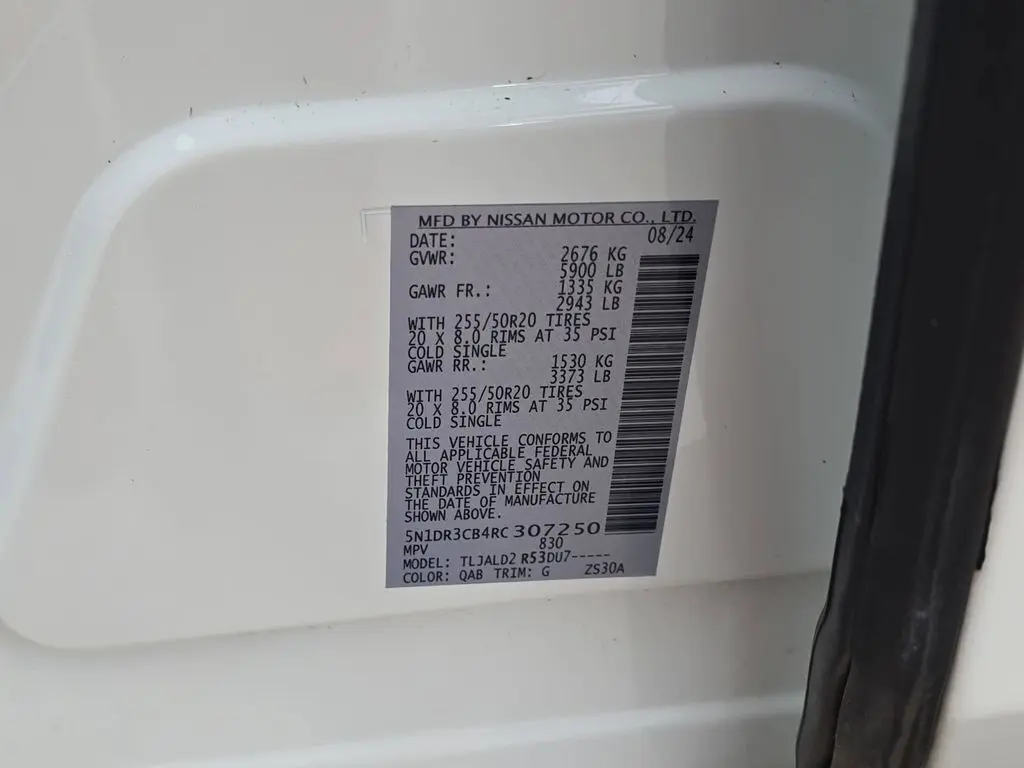 MFD BY NISSAN MOTOR CO., LTD.
DATE: 08/24
GVWR: 2676 KG
5900 LB
GAWR FR.: 1335 KG
2943 LB
WITH 255/50R20 TIRES
20 X 8.0 RIMS AT 35 PSI
COLD SINGLE
GAWR RR.: 1530 KG
3373 LB
WITH 255/50R20 TIRES
20 X 8.0 RIMS AT 35 PSI
COLD SINGLE
THIS VEHICLE CONFORMS TO
ALL APPLICABLE FEDERAL
MOTOR VEHICLE SAFETY AND
THEFT PREVENTION
STANDARDS IN EFFECT ON
THE DATE OF MANUFACTURE
SHOWN ABOVE.
5N1DR3CB4RC307250
MPV 830
MODEL: TLJALD2 R53DU7-----
COLOR: QAB TRIM: G ZS30A